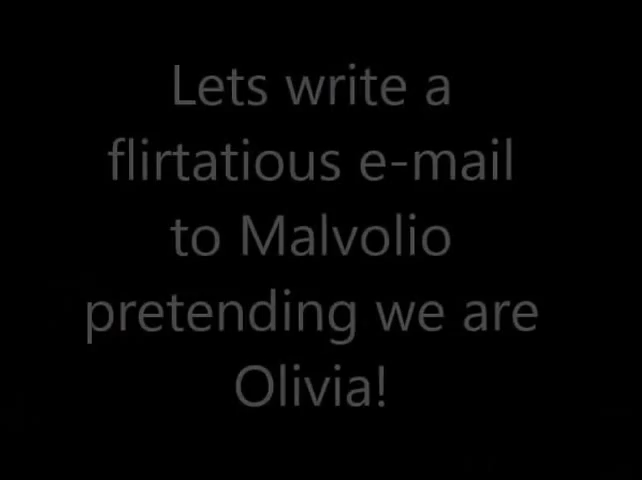 Lets write a
flirtatious e-mail
to Malvolio
pretending we are
Olivia!